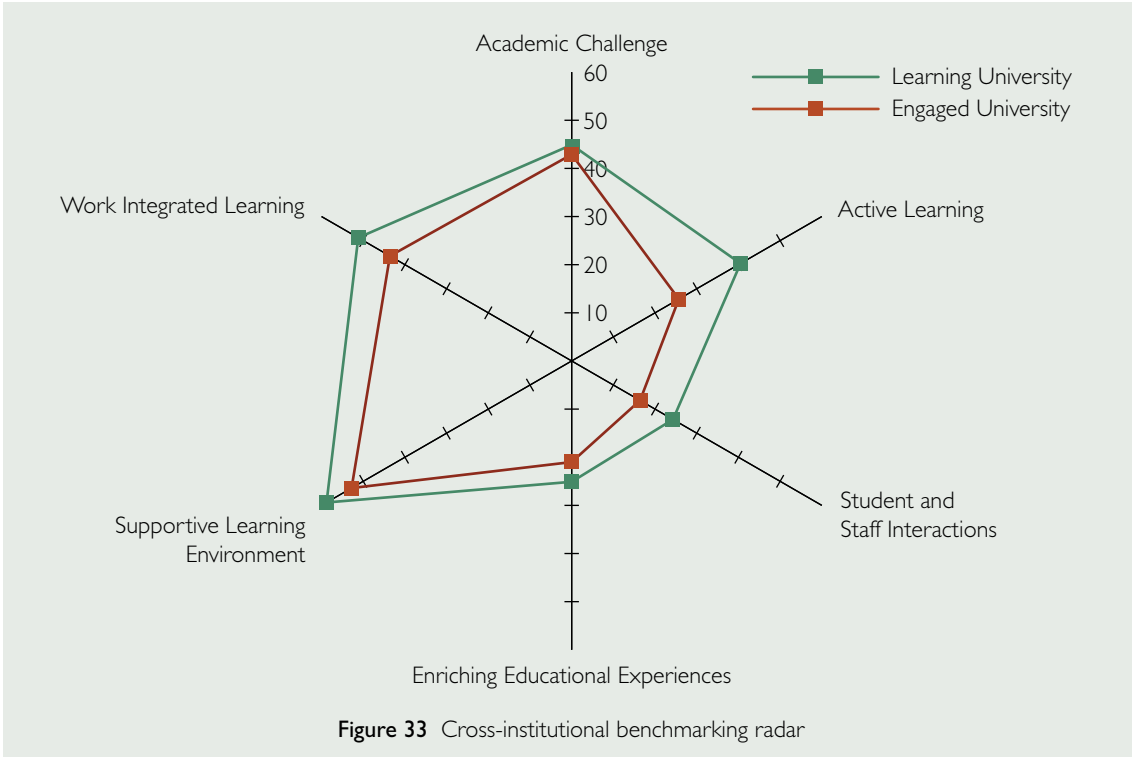 Academic Challenge
60
50
40
30
20
10
Learning University
Engaged University
Work Integrated Learning
Active Learning
Supportive Learning
Environment
Student and
Staff Interactions
Enriching Educational Experiences
Figure 33 Cross-institutional benchmarking radar